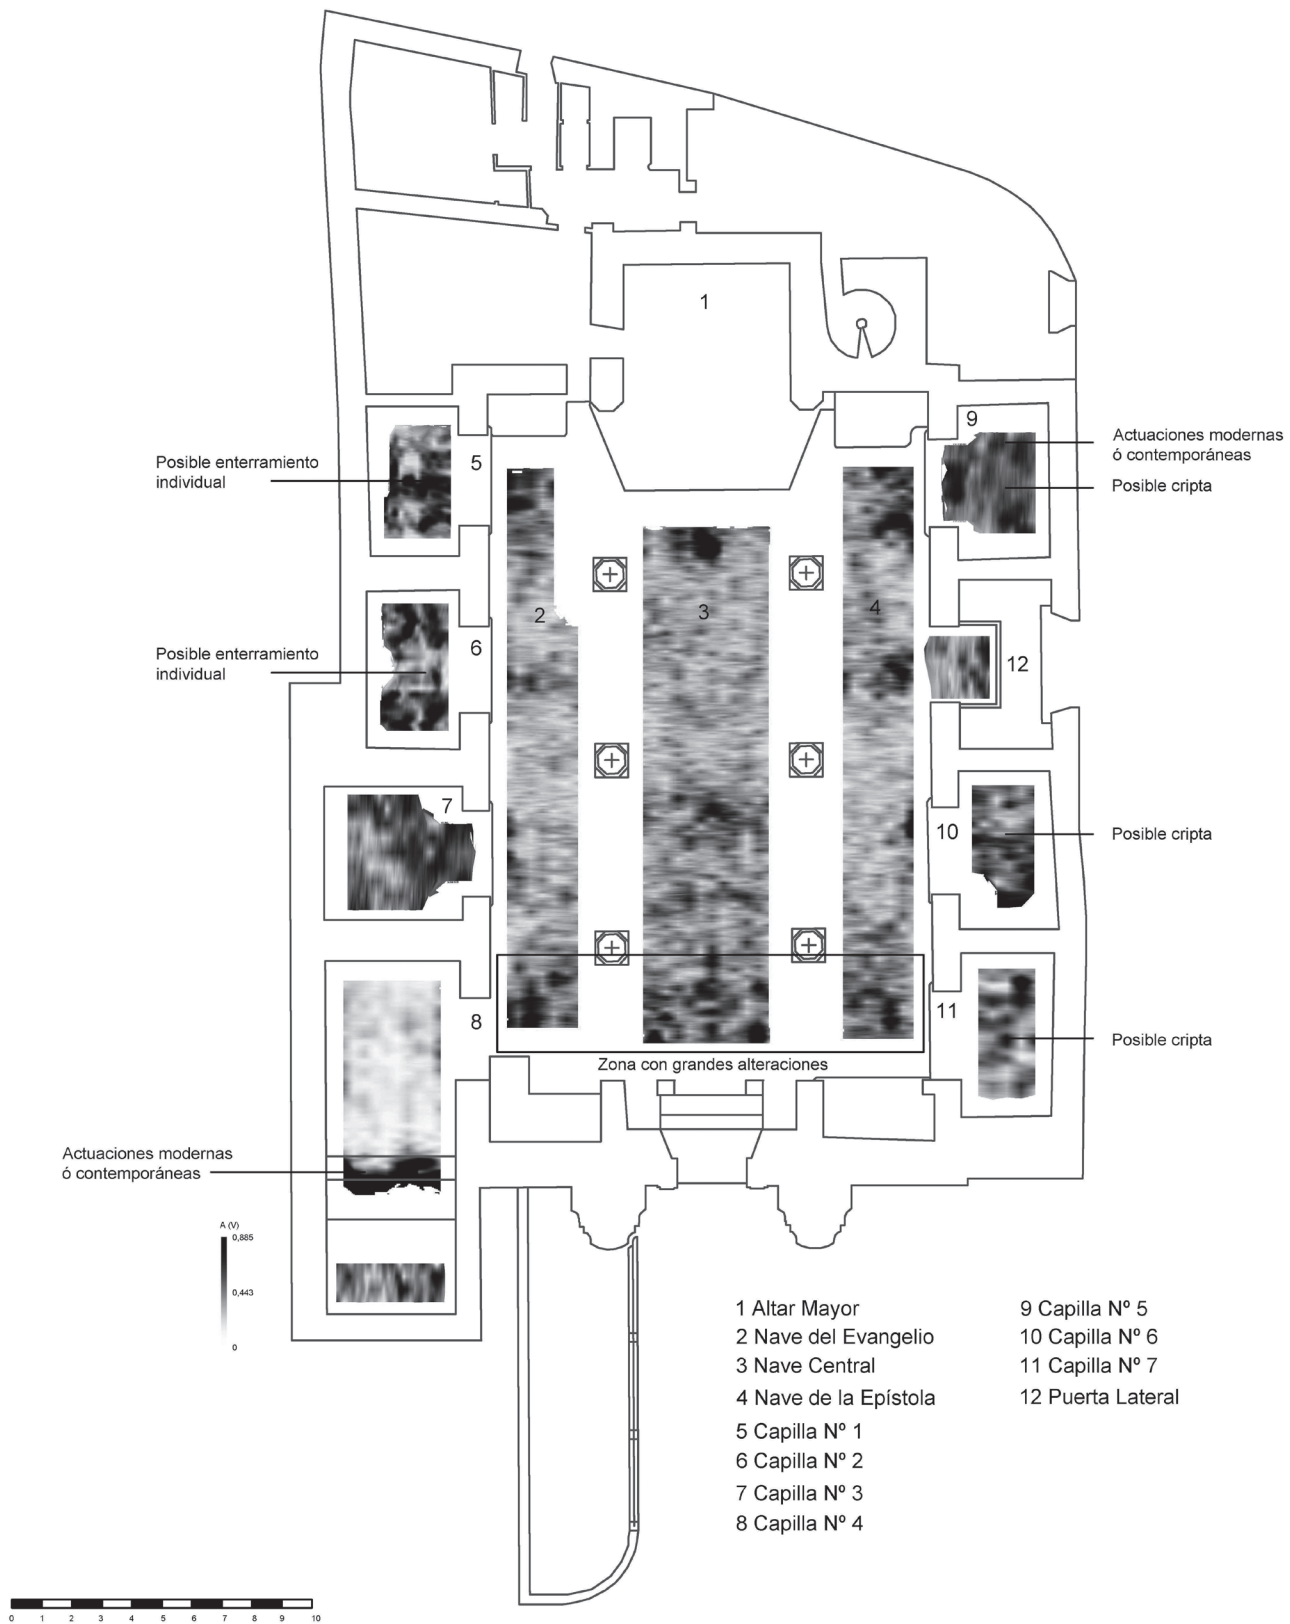 1
9
Actuaciones modernas
ó contemporáneas
Posible enterramiento
individual
5
Posible cripta
2
3
4
Posible enterramiento
individual
6
12
7
10
Posible cripta
8
11
Posible cripta
Zona con grandes alteraciones
Actuaciones modernas
ó contemporáneas
A (V)
0,885
0,443
0
1 Altar Mayor
2 Nave del Evangelio
3 Nave Central
4 Nave de la Epístola
5 Capilla Nº 1
6 Capilla Nº 2
7 Capilla Nº 3
8 Capilla Nº 4
9 Capilla Nº 5
10 Capilla Nº 6
11 Capilla Nº 7
12 Puerta Lateral
0 1 2 3 4 5 6 7 8 9 10